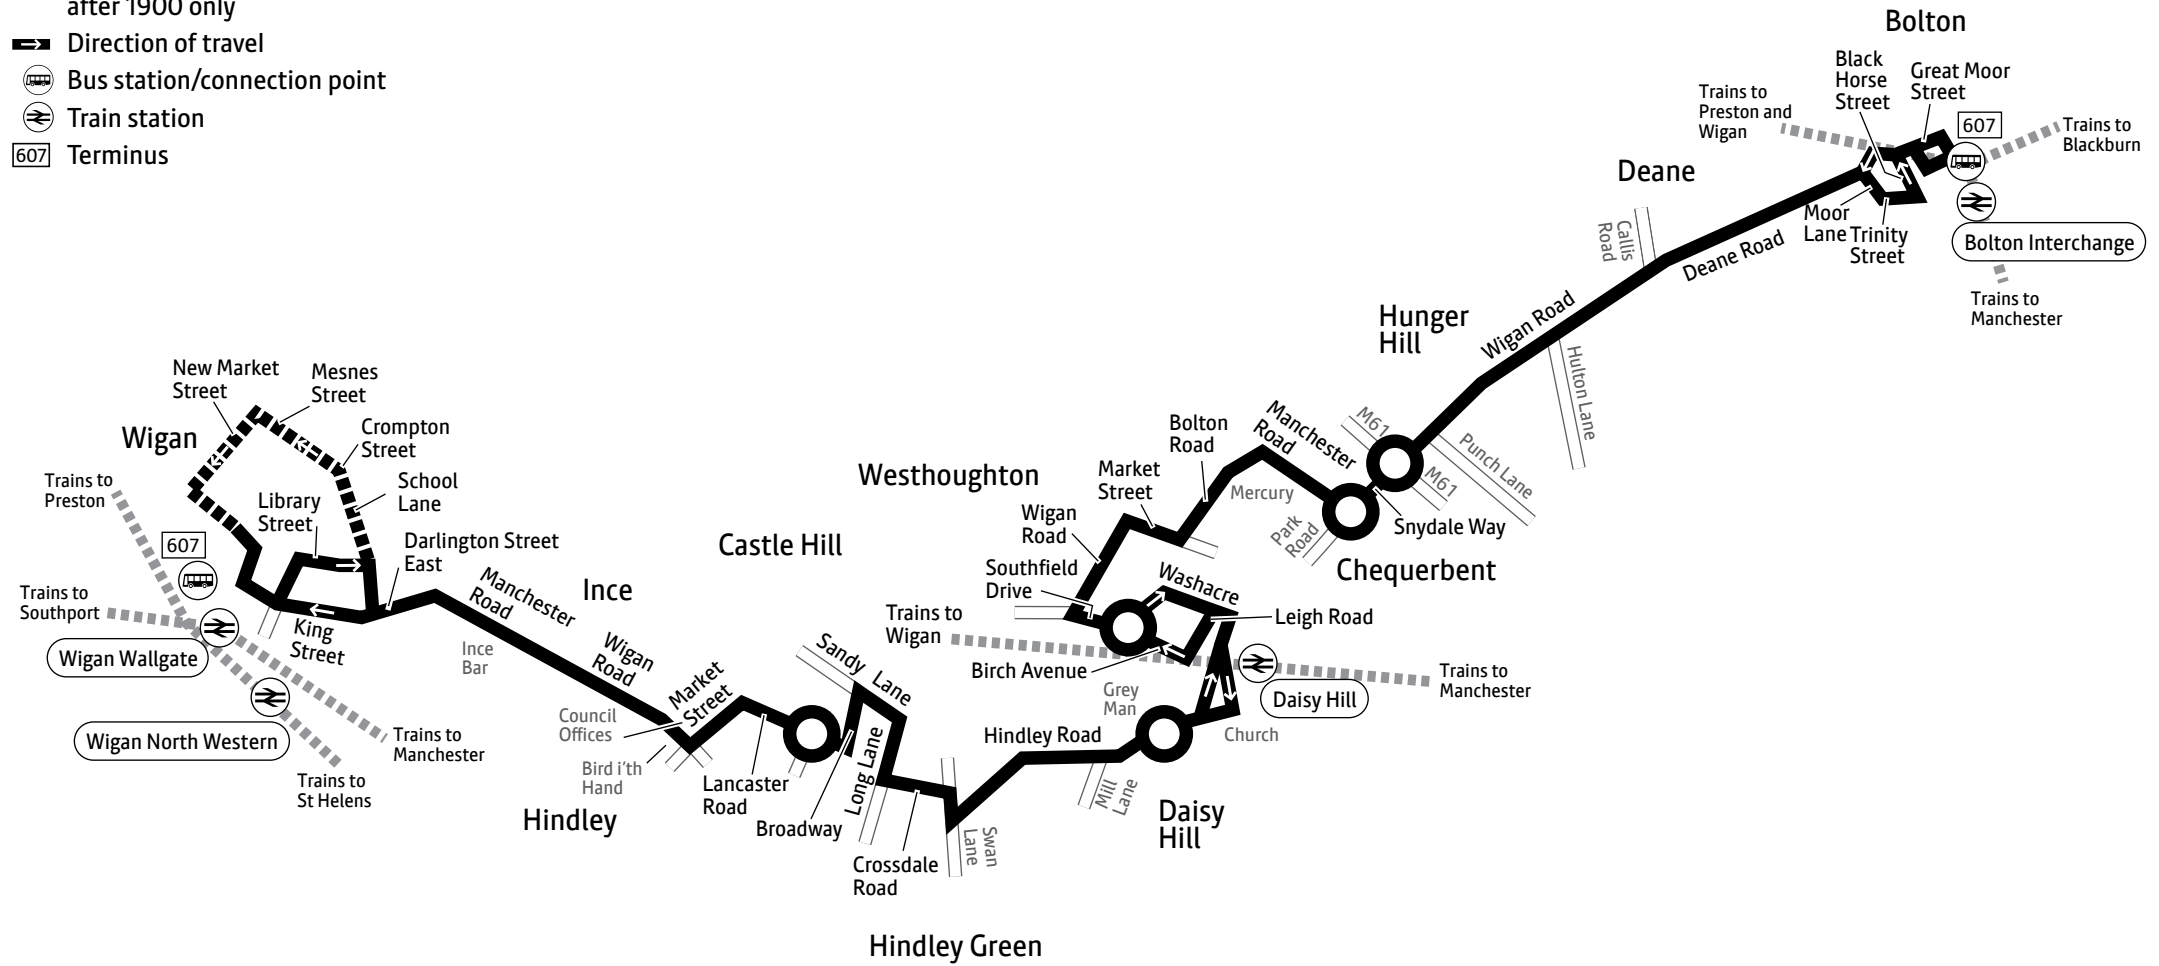 after 1900 only
Direction of travel
Bus station/connection point
Train station
607 Terminus
Bolton
Black
Horse
Street
Great Moor
Street
Trains to
Preston and
Wigan
607
Trains to
Blackburn
Deane
Callis
Road
Moor
Lane
Trinity
Street
Deane Road
Bolton Interchange
Trains to
Manchester
Hunger
Hill
Wigan Road
Hulton Lane
New Market
Street
Mesnes
Street
Crompton
Street
Wigan
School
Lane
Trains to
Preston
Library
Street
607
Darlington Street
East
Trains to
Southport
King
Street
Wigan Wallgate
Wigan North Western
Trains to
Manchester
Trains to
St Helens
Manchester
Road
Ince
Ince
Bar
Wigan
Road
Castle Hill
Market
Street
Council
Offices
Bird i'th
Hand
Hindley
Lancaster
Road
Broadway
Sandy Lane
Long Lane
Crossdale
Road
Swan
Lane
Hindley Green
Westhoughton
Bolton
Road
Market
Street
Manchester
Road
Mercury
M61
M61
Punch Lane
Park
Road
Snydale Way
Chequerbent
Wigan
Road
Southfield
Drive
Washacre
Trains to
Wigan
Leigh Road
Birch Avenue
Grey
Man
Daisy Hill
Trains to
Manchester
Hindley Road
Church
Mill
Lane
Daisy
Hill